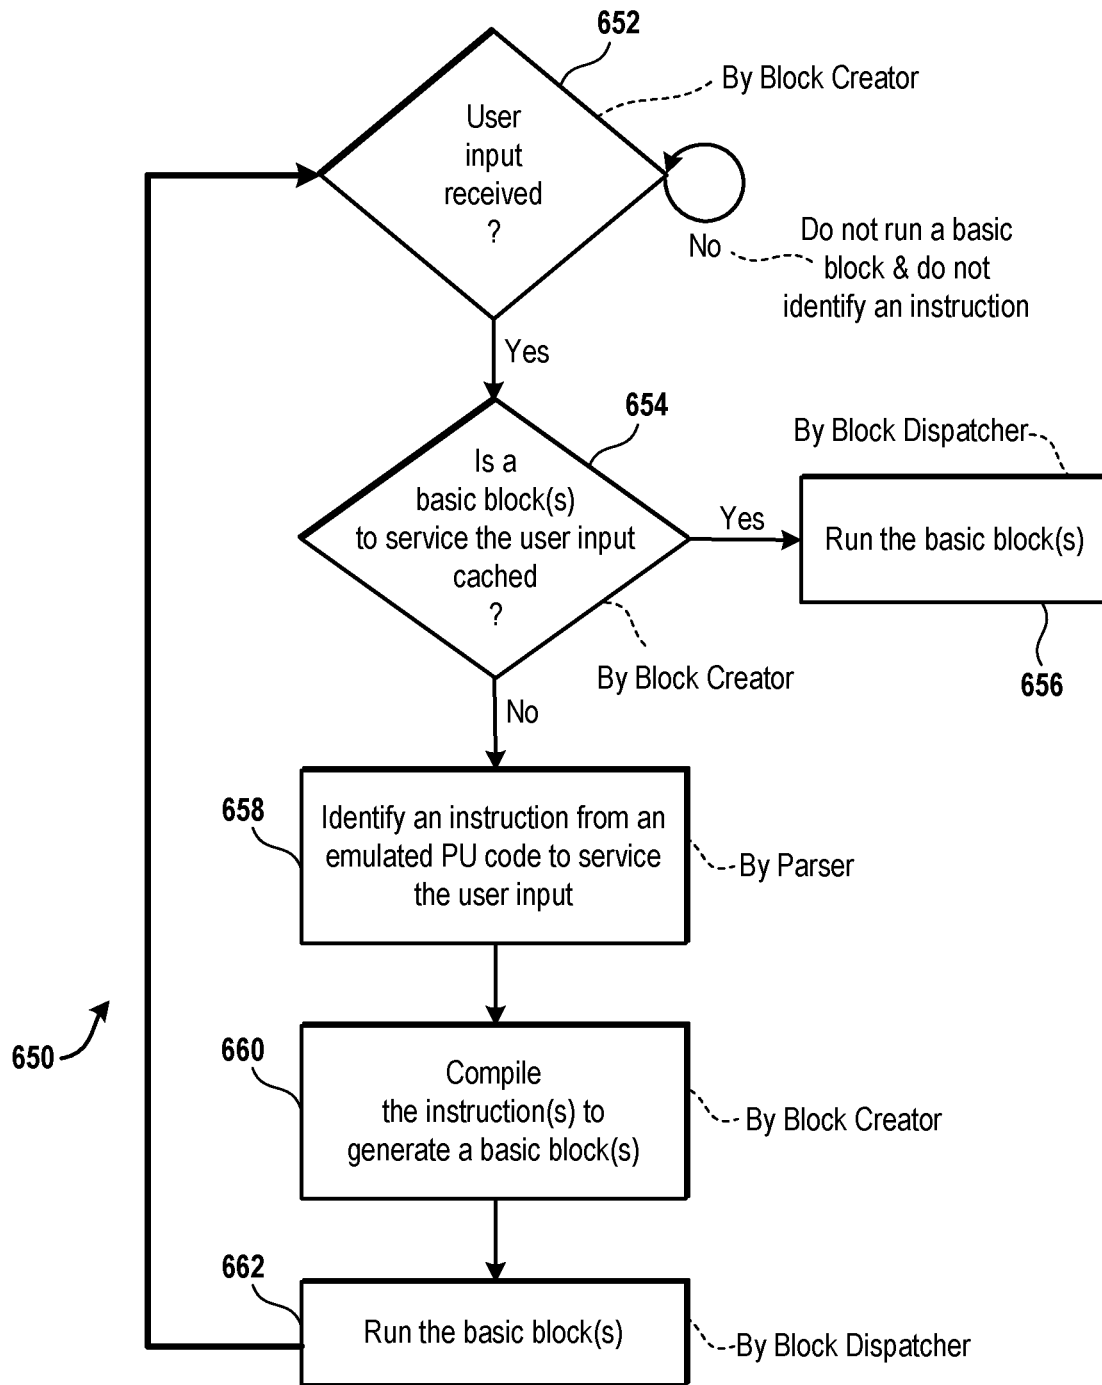 652
By Block Creator
User
input
received
?
No
Do not run a basic
block & do not
identify an instruction
Yes
654
By Block Dispatcher
Is a
basic block(s)
to service the user input
cached
?
Yes
Run the basic block(s)
By Block Creator
656
No
658
Identify an instruction from an
emulated PU code to service
the user input
By Parser
650
660
Compile
the instruction(s) to
generate a basic block(s)
By Block Creator
662
Run the basic block(s)
By Block Dispatcher